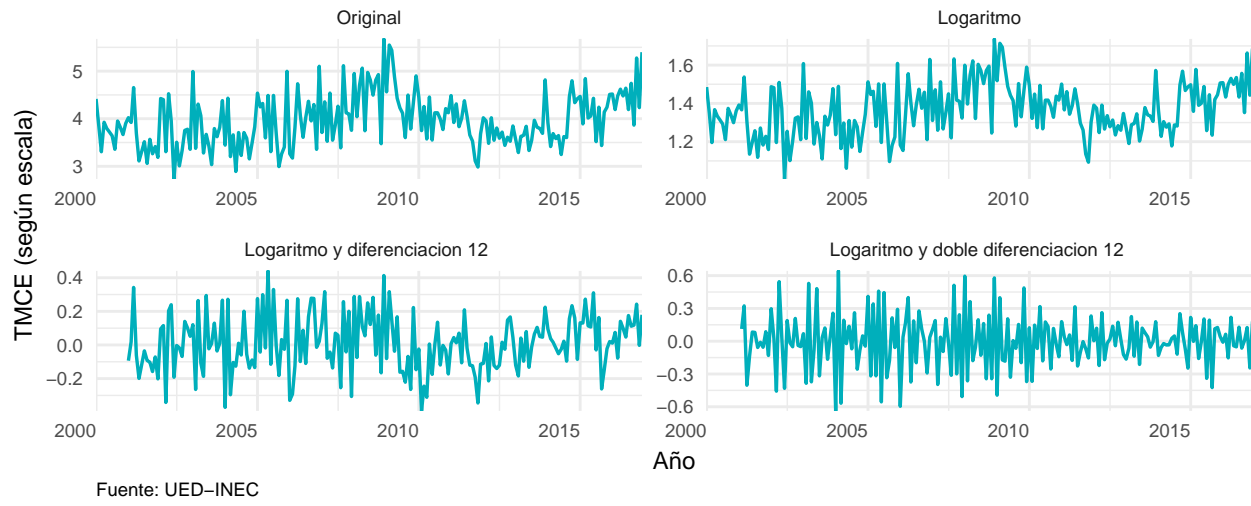 Original
Logaritmo
5
4
3
2000 2005 2010 2015
1.6
1.4
1.2
2000 2005 2010 2015
TMCE (según escala)
Logaritmo y diferenciacion 12
Logaritmo y doble diferenciacion 12
0.4
0.2
0.0
−0.2
2000 2005 2010 2015
0.6
0.3
0.0
−0.3
−0.6
2000 2005 2010 2015
Año
Fuente: UED−INEC